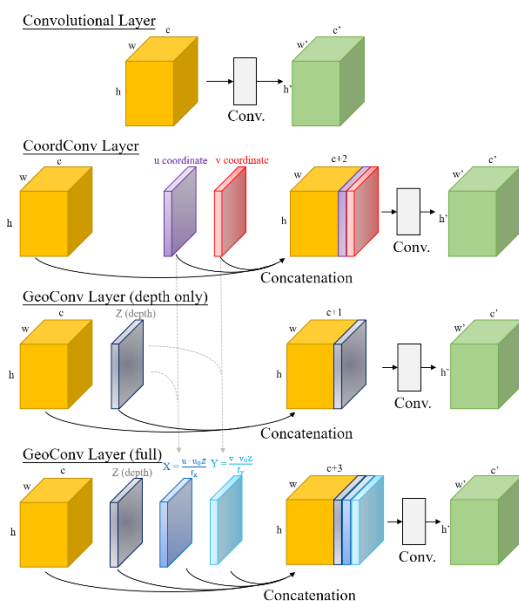 Convolutional Layer
c
w
h
Conv.
w'
c'
h'
CoordConv Layer
c
w
h
u coordinate
v coordinate
c+2
w
h
Concatenation
Conv.
c'
w'
h'
GeoConv Layer (depth only)
c
w
h
Z (depth)
c+1
w
h
Concatenation
Conv.
c'
w'
h'
GeoConv Layer (full)
c
w
h
Z (depth)
X = u-u₀Z / fₓ
Y = v-v₀Z / fᵧ
c+3
w
h
Concatenation
Conv.
c'
w'
h'